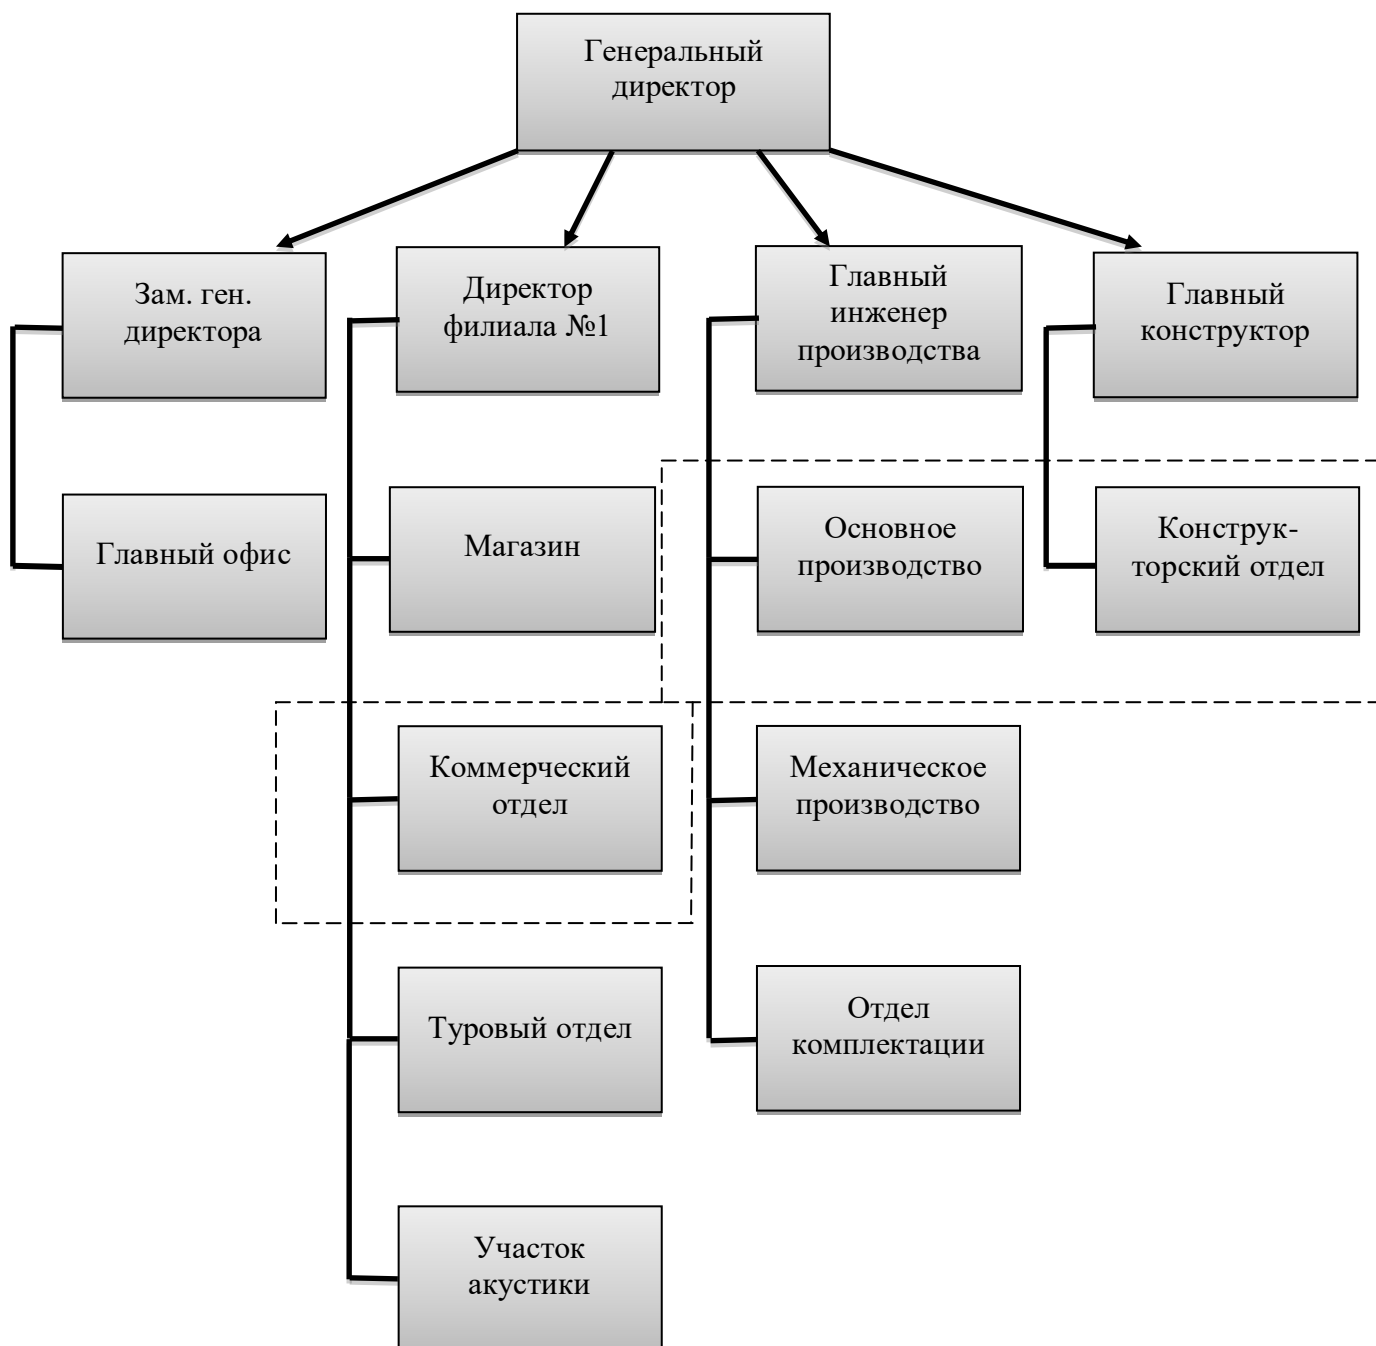 Генеральный
директор
Зам. ген.
директора
Директор
филиала №1
Главный
инженер
производства
Главный
конструктор
Главный офис
Магазин
Основное
производство
Конструк-
торский отдел
Коммерческий
отдел
Механическое
производство
Туровый отдел
Отдел
комплектации
Участок
акустики